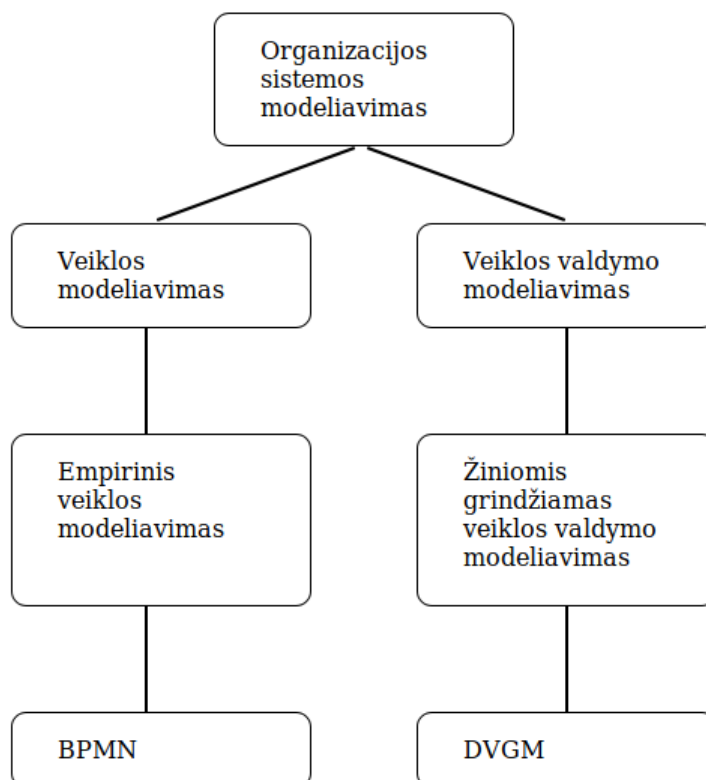 Organizacijos
sistemos
modeliavimas
Veiklos
modeliavimas
Veiklos valdymo
modeliavimas
Empirinis
veiklos
modeliavimas
Žiniomis
grindžiamas
veiklos valdymo
modeliavimas
BPMN
DVGM